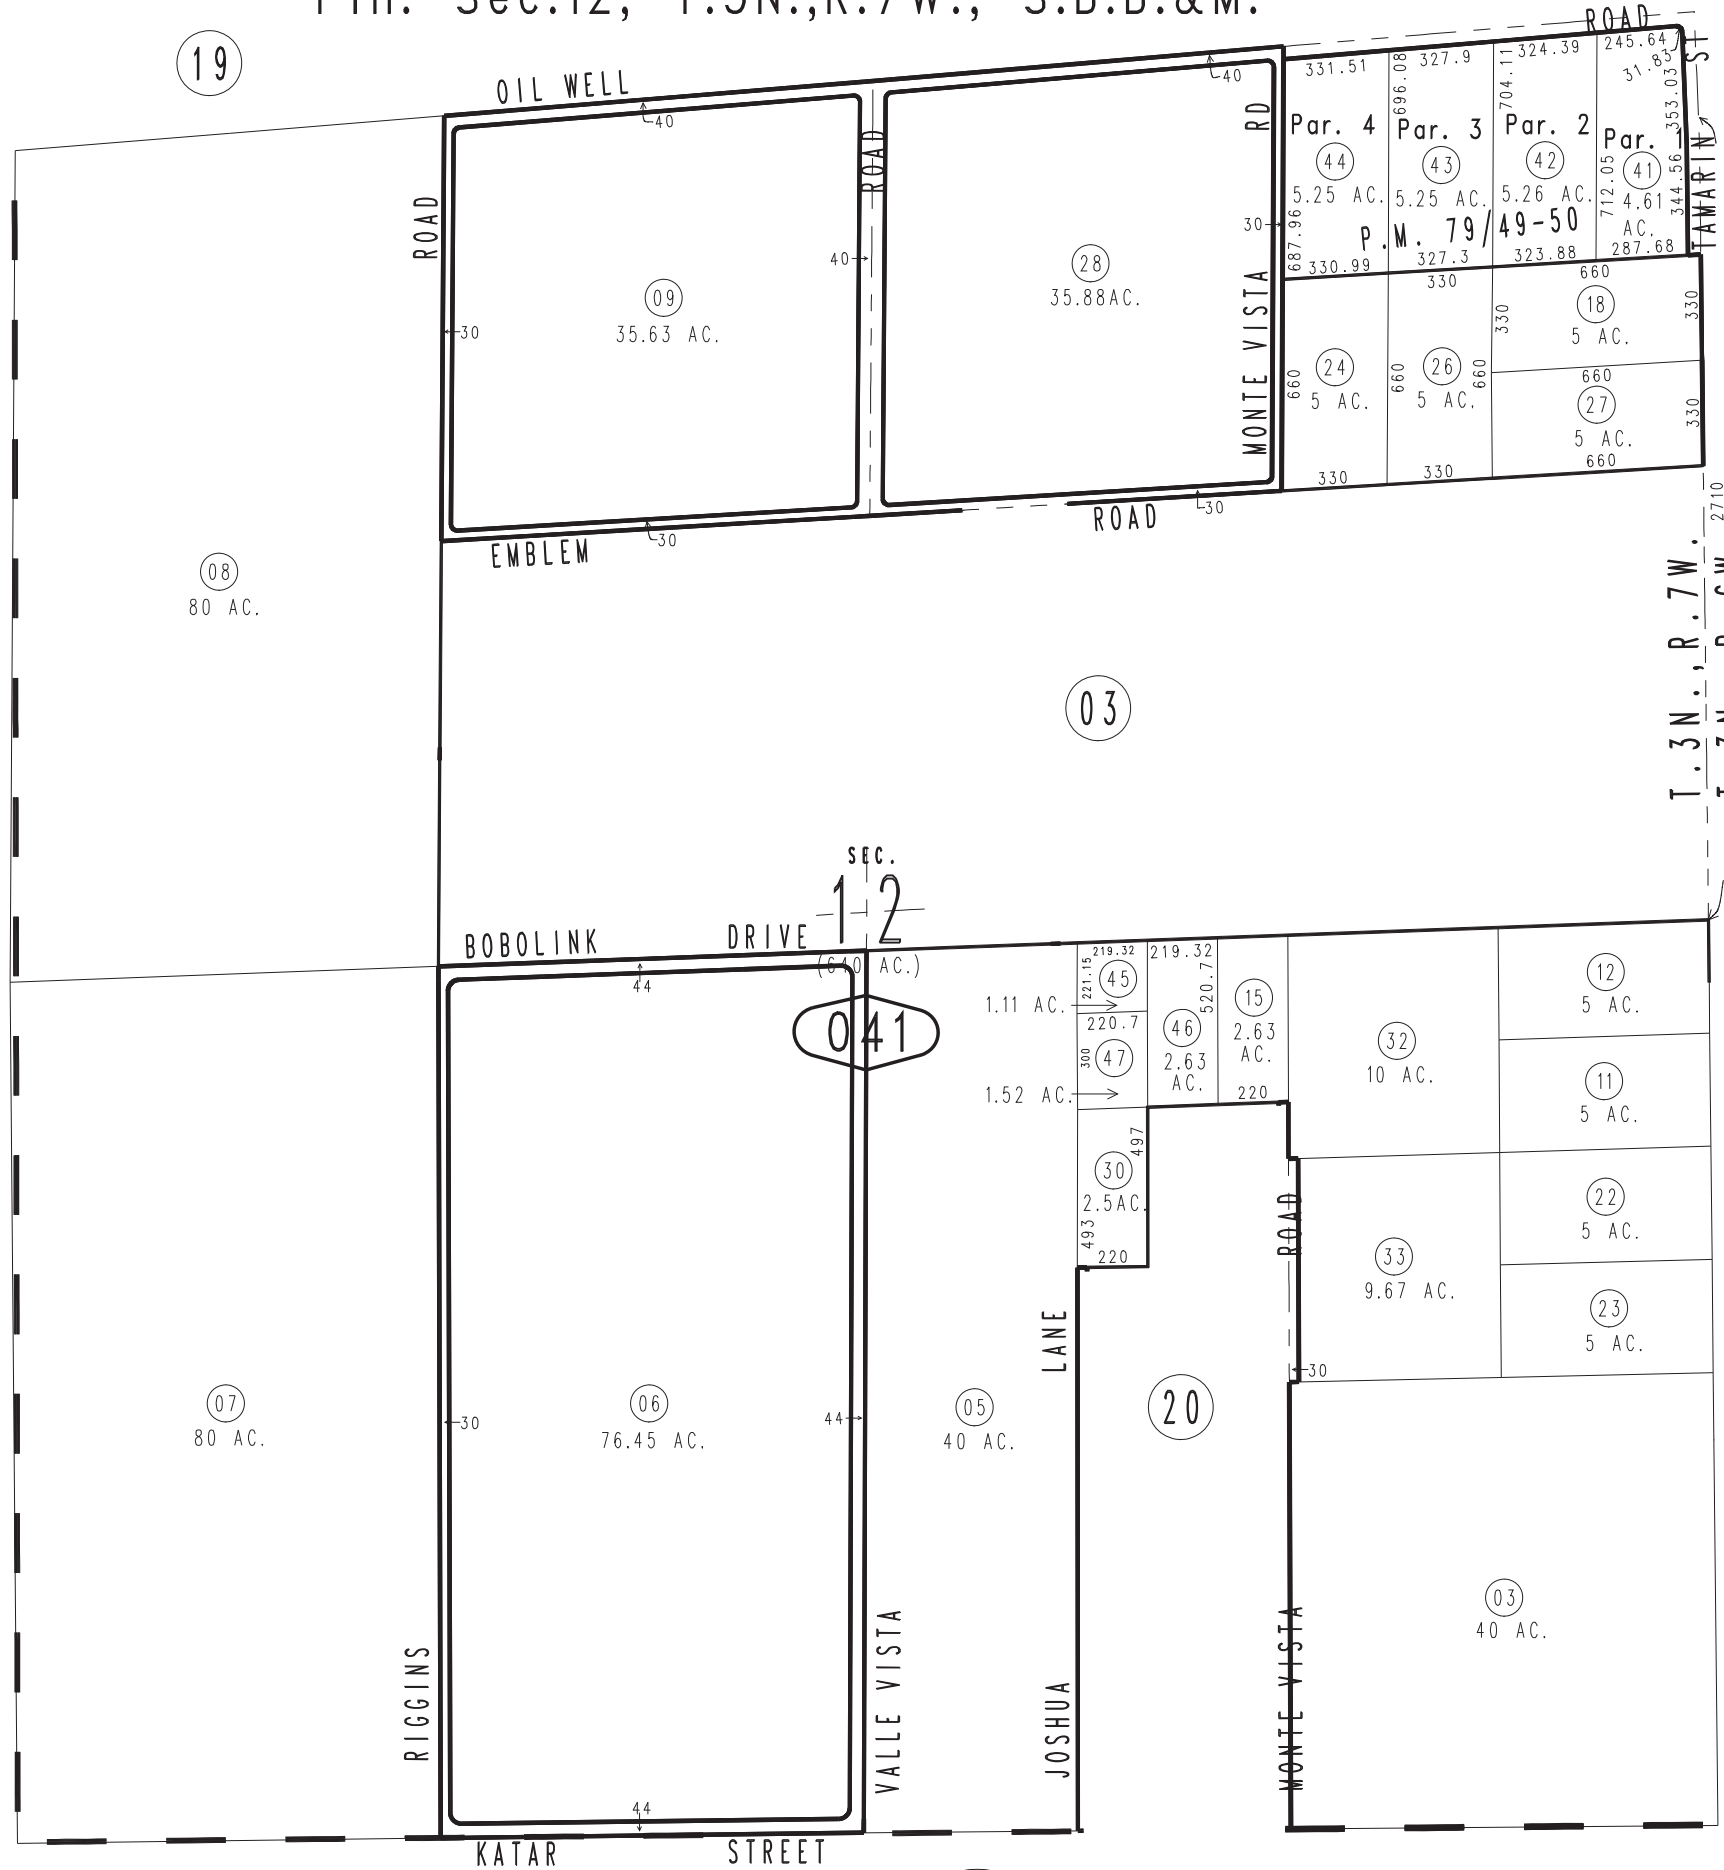 Ptn. Sec.12, T.3N.,R.7W., S.B.B.&M.
19
OIL WELL
ROAD
40
40
331.51
327.9
324.39
245.64
31.83
696.08
704.11
353.03
TAMARIN ST
ROAD
ROAD
RD
Par. 4
Par. 3
Par. 2
Par. 1
44
43
42
41
5.25 AC.
5.25 AC.
5.26 AC.
4.61
AC.
712.05
344.56
687.96
P.M. 79/49-50
330.99
327.3
323.88
287.68
30
40
09
35.63 AC.
30
28
35.88AC.
MONTE VISTA
330
660
18
5 AC.
330
330
24
5 AC.
660
26
5 AC.
660
660
660
27
5 AC.
330
330
330
660
30
ROAD
30
EMBLEM
2710
08
80 AC.
03
T.3N.,R.7W.
SEC.
12
(640 AC.)
BOBOLINK
DRIVE
44
041
219.32
219.32
221.15
45
1.11 AC.
520.7
220.7
300
47
1.52 AC.
46
2.63
AC.
15
2.63
AC.
220
32
10 AC.
12
5 AC.
11
5 AC.
497
30
2.5AC.
493
220
ROAD
22
5 AC.
33
9.67 AC.
23
5 AC.
LANE
30
07
80 AC.
30
06
76.45 AC.
44
05
40 AC.
20
03
40 AC.
RIGGINS
VALLE VISTA
JOSHUA
MONTE VISTA
44
KATAR
STREET